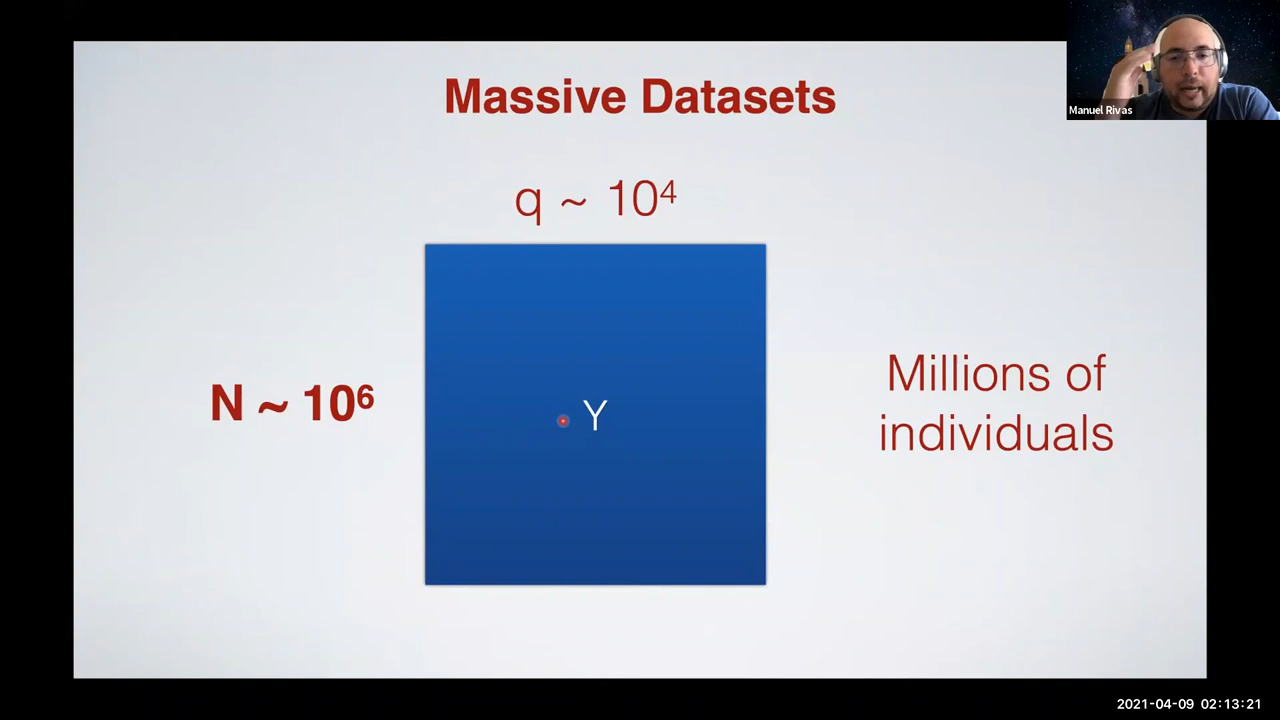 Massive Datasets
Manuel Rivas
q ~ 10⁴
N ~ 10⁶
Y
Millions of
individuals
2021-04-09 02:13:21